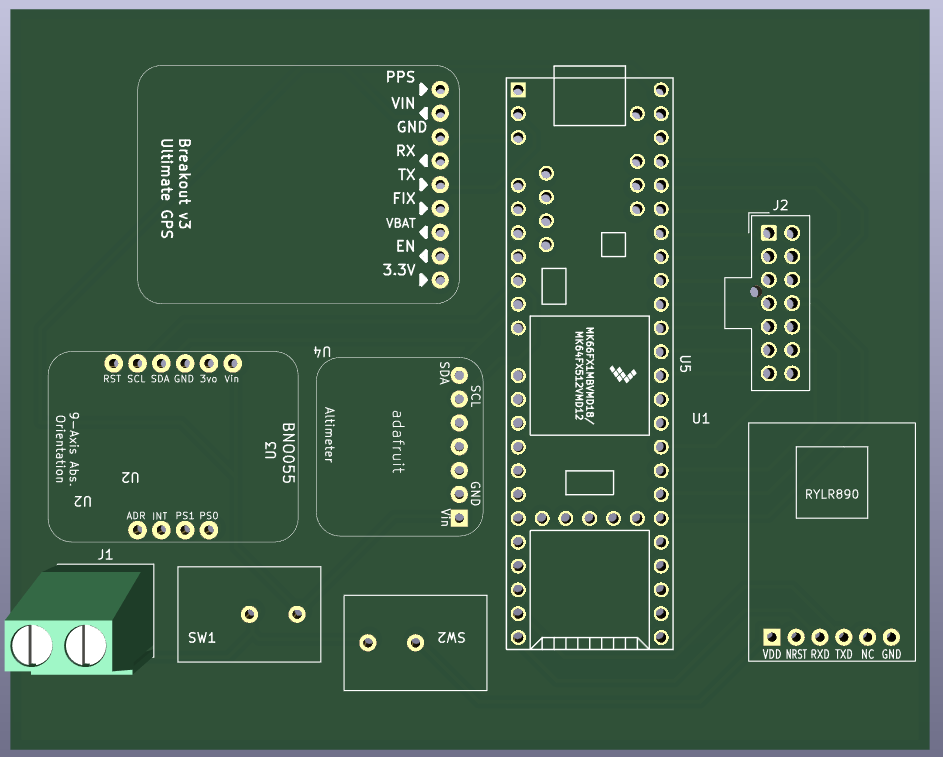 PPS
VIN
GND
RX
TX
FIX
VBAT
EN
3.3V
Breakout v3
Ultimate GPS
J2
U4
U5
U1
MK66FX1M0VMD18/
MK64FX512VMD12
SDA
SCL
GND
Vin
adafruit
Altimeter
RST SCL SDA GND 3vo Vin
9-Axis Abs.
Orientation
U2
U2
U3
BNO055
ADR INT PS1 PS0
J1
SW1
SW2
RYLR890
VDD NRST RXD TXD NC GND